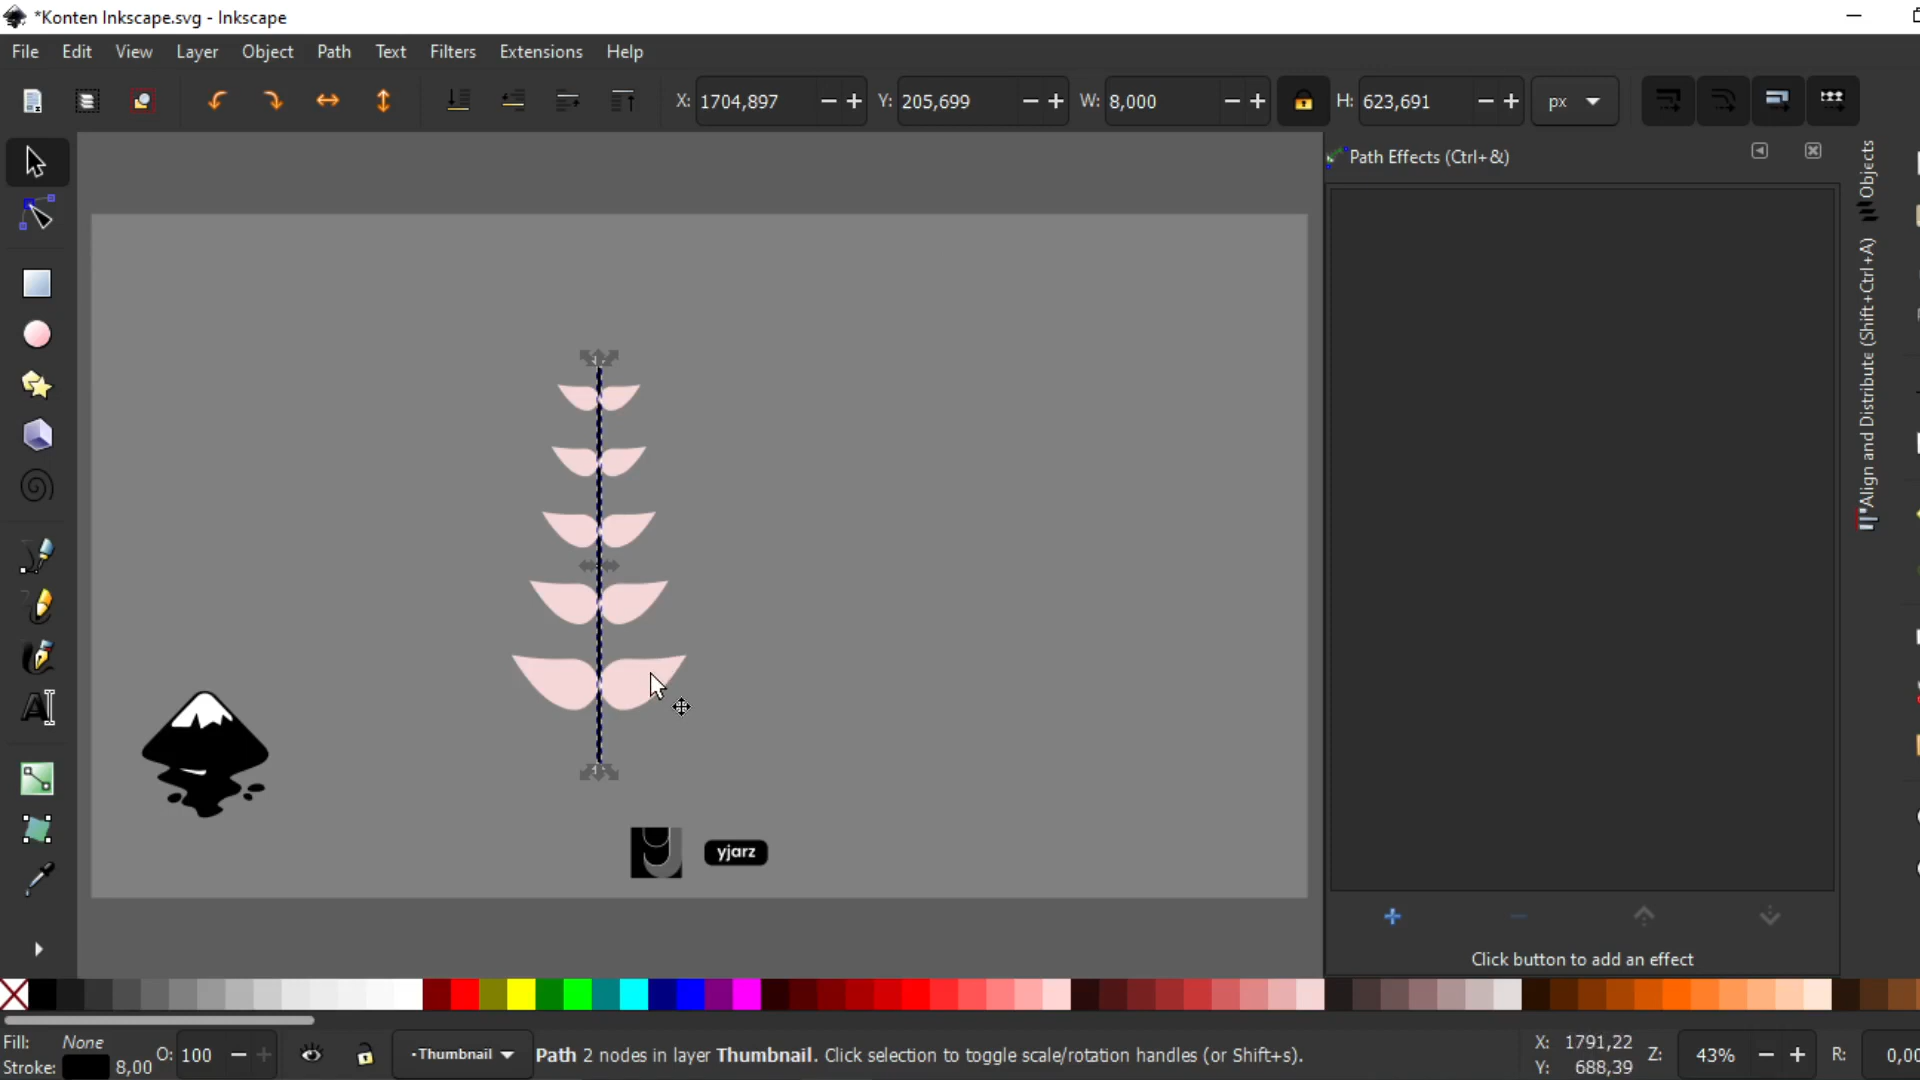 *Konten Inkscape.svg - Inkscape
File Edit View Layer Object Path Text Filters Extensions Help
X: 1704,897 Y: 205,699 W: 8,000 H: 623,691 px
Path Effects (Ctrl+&)
Objects
Align and Distribute (Shift+Ctrl+A)
yjarz
Click button to add an effect
Fill: None
Stroke: 8,00 O: 100 •Thumbnail Path 2 nodes in layer Thumbnail. Click selection to toggle scale/rotation handles (or Shift+s).
X: 1791,22
Y: 688,39
Z: 43% R: 0,00